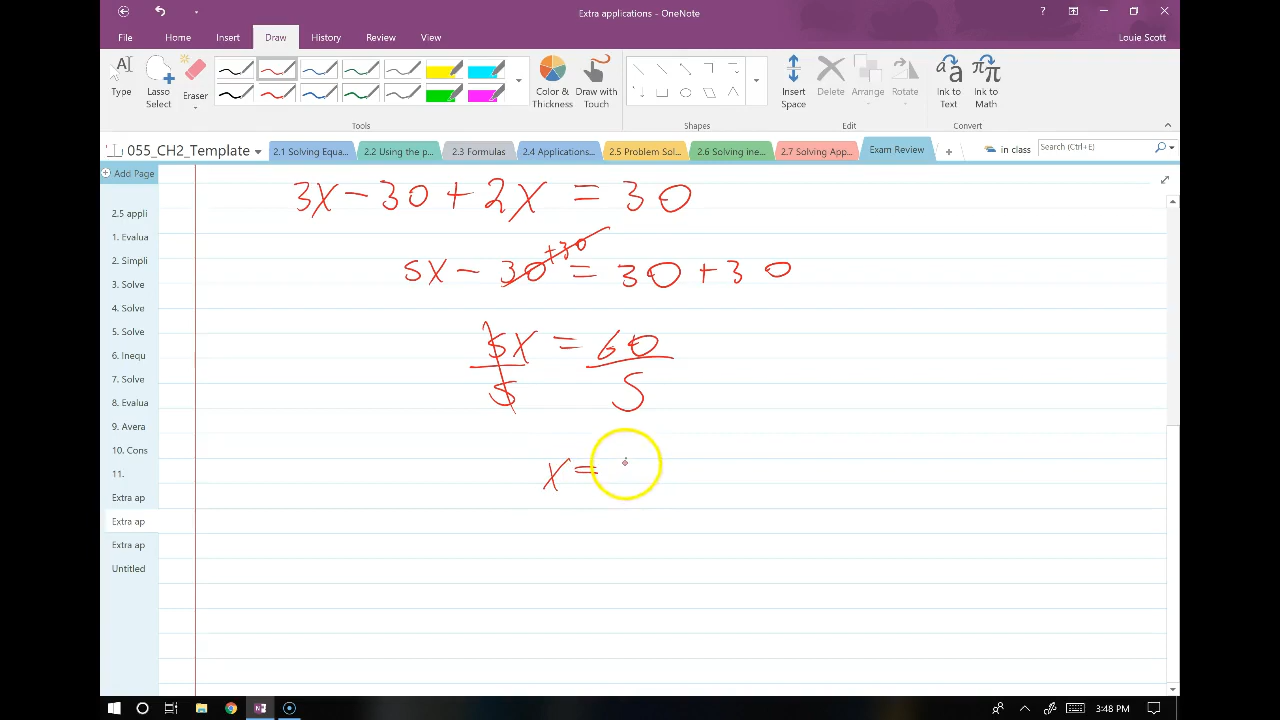 Extra applications - OneNote
?
File Home Insert Draw History Review View
Louie Scott
Type
Lasso Select
Eraser
Color & Thickness
Draw with Touch
Insert Space
Delete
Arrange
Rotate
Ink to Text
Ink to Math
Tools
Shapes
Edit
Convert
055_CH2_Template
2.1 Solving Equa...
2.2 Using the p...
2.3 Formulas
2.4 Applications...
2.5 Problem Sol...
2.6 Solving ine...
2.7 Solving App...
Exam Review
in class
Search (Ctrl+E)
Add Page
2.5 appli
1. Evalua
2. Simpli
3. Solve
4. Solve
5. Solve
6. Inequ
7. Solve
8. Evalua
9. Avera
10. Cons
11.
Extra ap
Extra ap
Extra ap
Untitled
3x - 30 + 2x = 30
+30
5x - 30 = 30 + 30
5x = 60
5 5
x =
3:48 PM